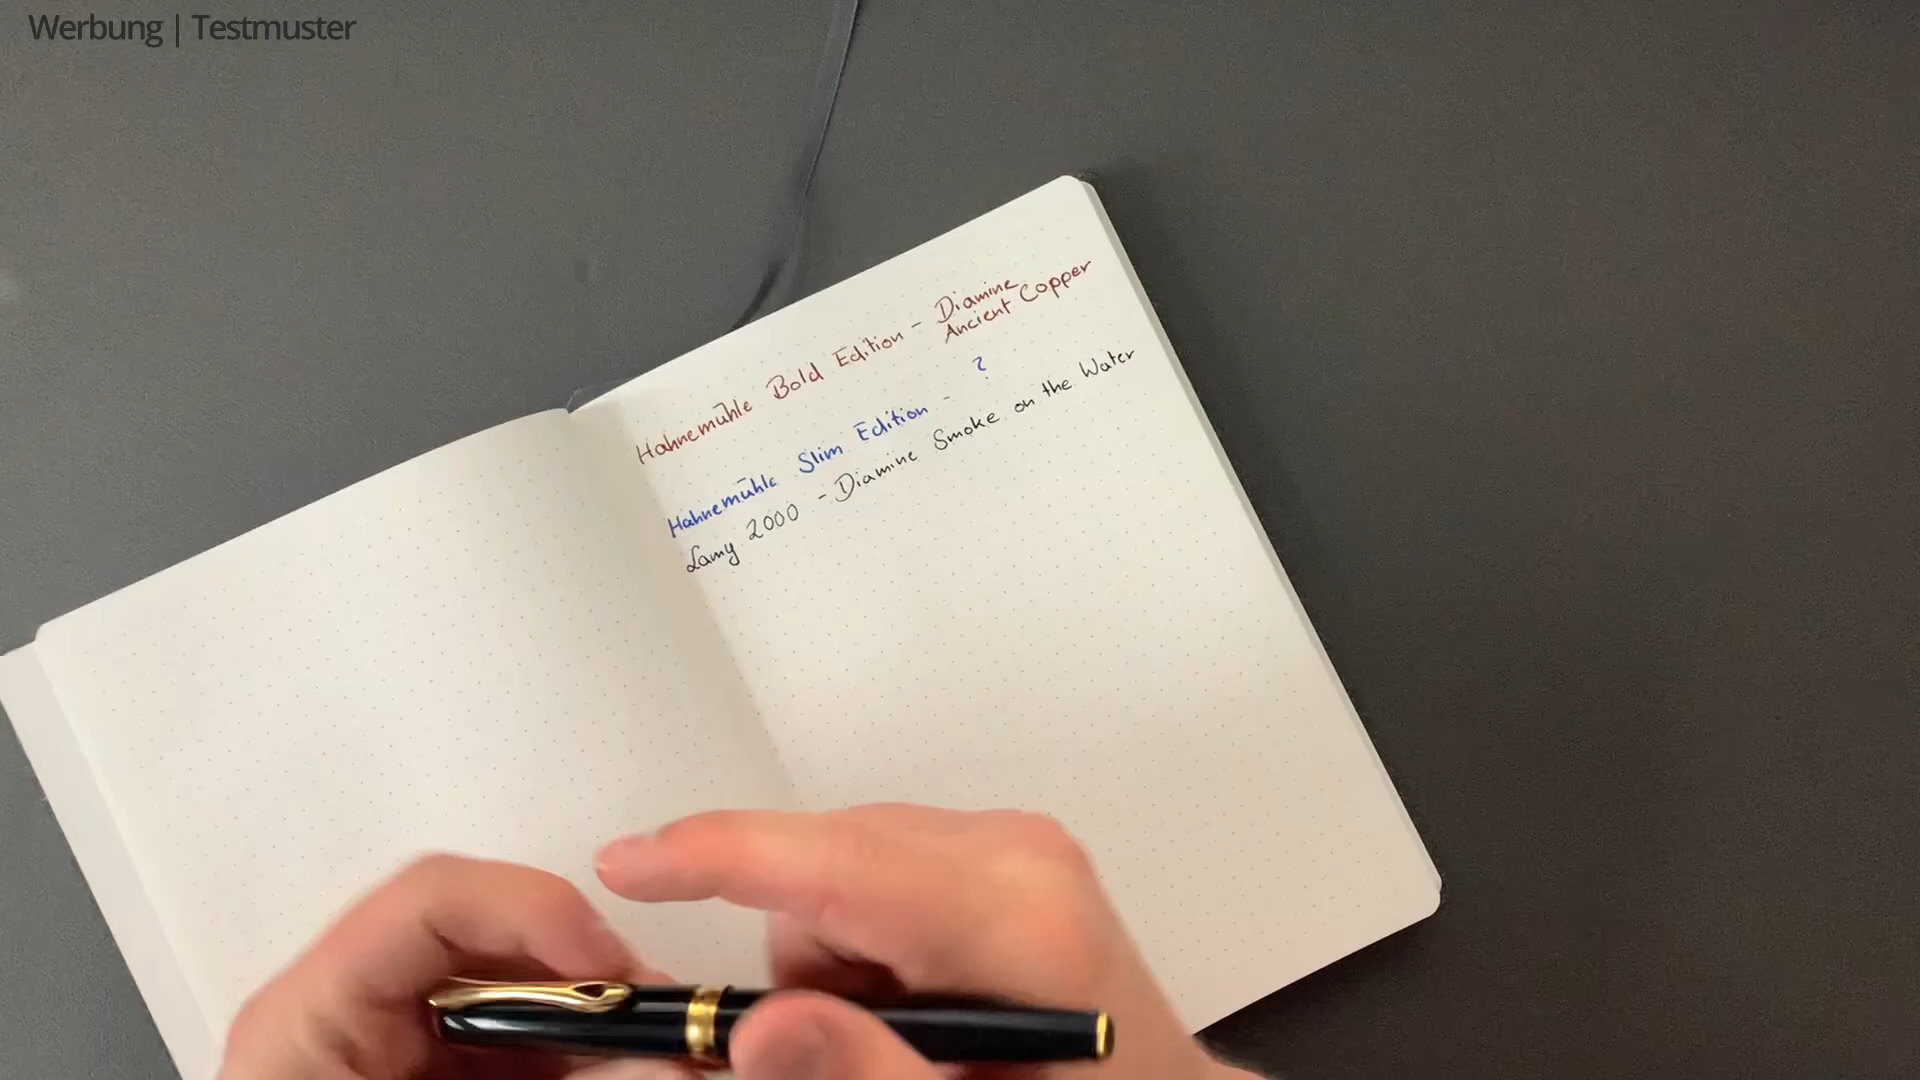 Werbung | Testmuster
Hahnemühle Bold Edition - Diamine
Ancient Copper
Hahnemühle Slim Edition - ?
Lamy 2000 - Diamine Smoke on the Water